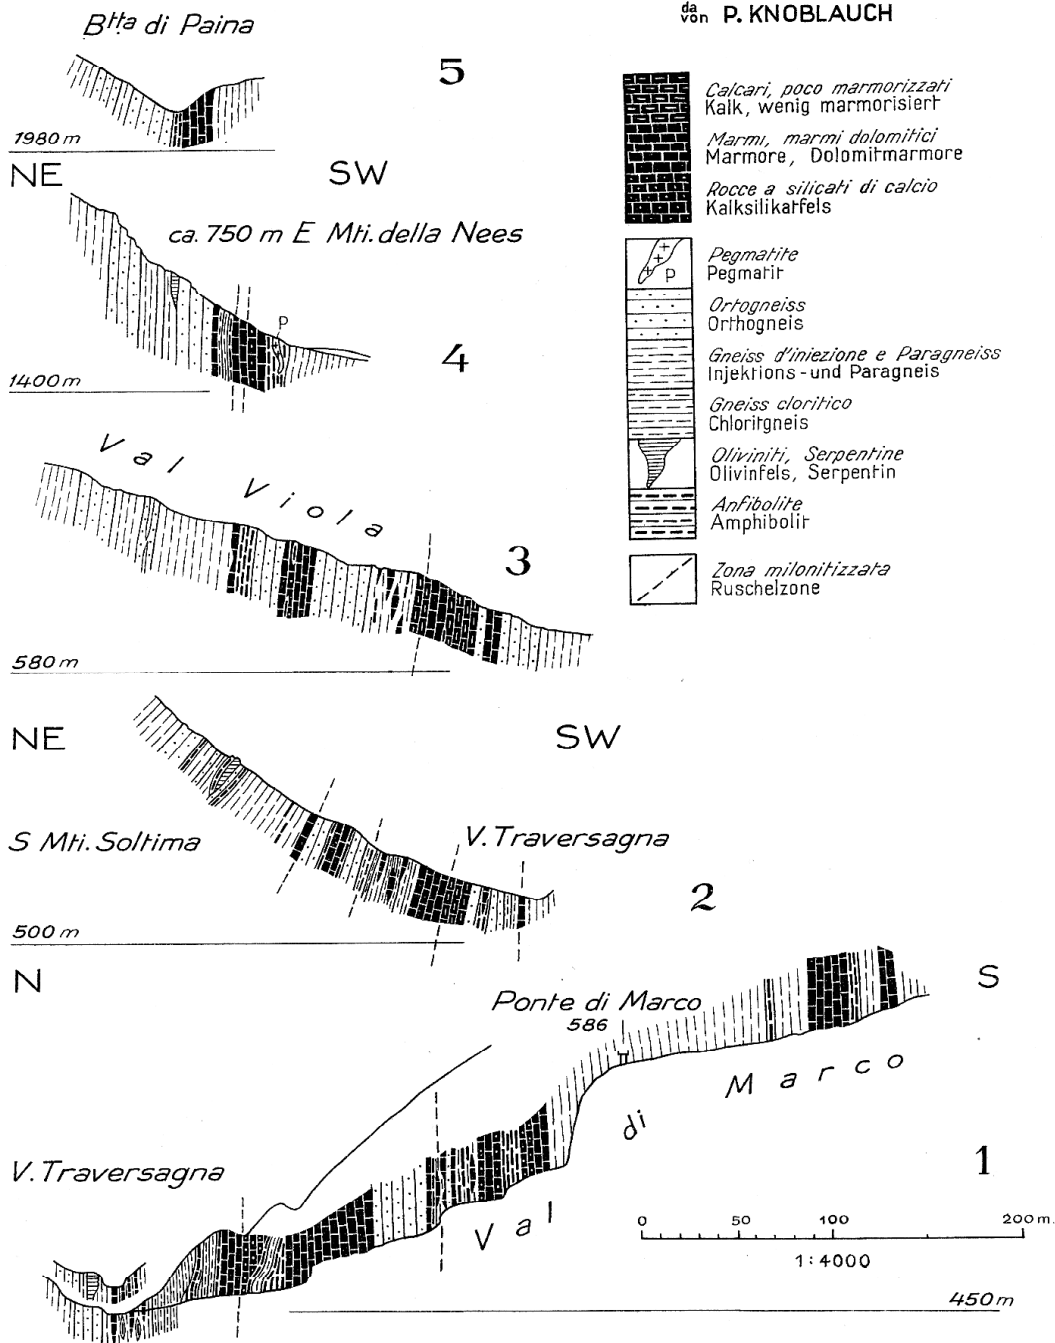 da
von P. KNOBLAUCH
Btta di Paina
5
1980 m
NE SW
Calcari, poco marmorizzati
Kalk, wenig marmorisiert
Marmi, marmi dolomitici
Marmore, Dolomitmarmore
Rocce a silicati di calcio
Kalksilikatfels
P
Pegmatite
Pegmatit
Ortogneiss
Orthogneis
Gneiss d'iniezione e Paragneiss
Injektions-und Paragneis
Gneiss cloritico
Chloritgneis
Oliviniti, Serpentine
Olivinfels, Serpentin
Anfibolite
Amphibolit
Zona milonitizzata
Ruschelzone
ca. 750 m E Mti. della Nees
P
4
1400 m
Val Viola
3
580 m
NE SW
S Mti. Soltima
V. Traversagna
2
500 m
N S
Ponte di Marco
586
Val di Marco
V. Traversagna
1
0 50 100 200 m.
1:4000
450 m